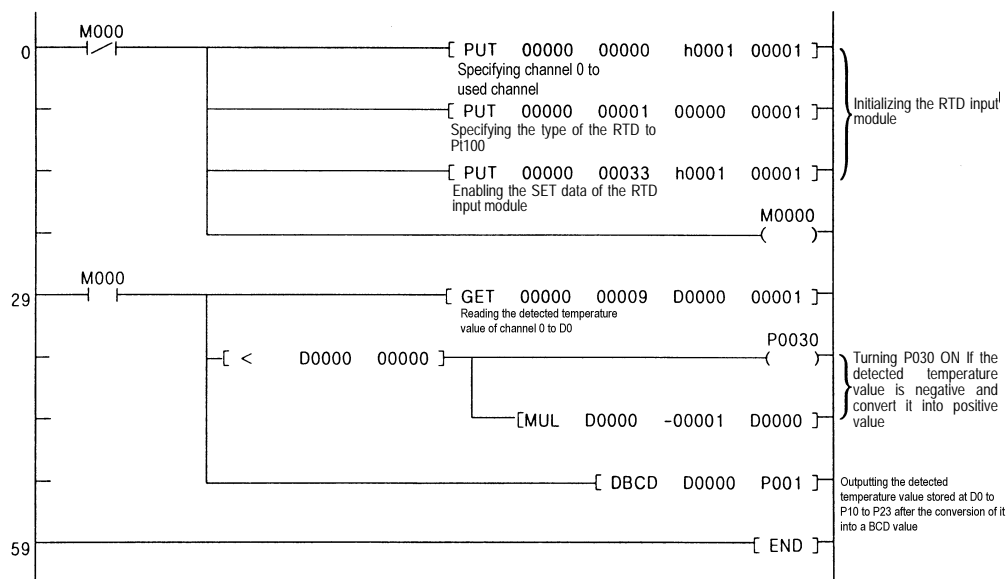 M000
0
[ PUT 00000 00000 h0001 00001 ]
Specifying channel 0 to
used channel
[ PUT 00000 00001 00000 00001 ]
Specifying the type of the RTD to
Pt100
[ PUT 00000 00033 h0001 00001 ]
Enabling the SET data of the RTD
input module
Initializing the RTD input
module
M0000
( )
M000
29
[ GET 00000 00009 D0000 00001 ]
Reading the detected temperature
value of channel 0 to D0
P0030
[ < D0000 00000 ] ( )
[MUL D0000 -00001 D0000 ]
Turning P030 ON If the
detected temperature
value is negative and
convert it into positive
value
[ DBCD D0000 P001 ]
Outputting the detected
temperature value stored at D0 to
P10 to P23 after the conversion of it
into a BCD value
59
[ END ]